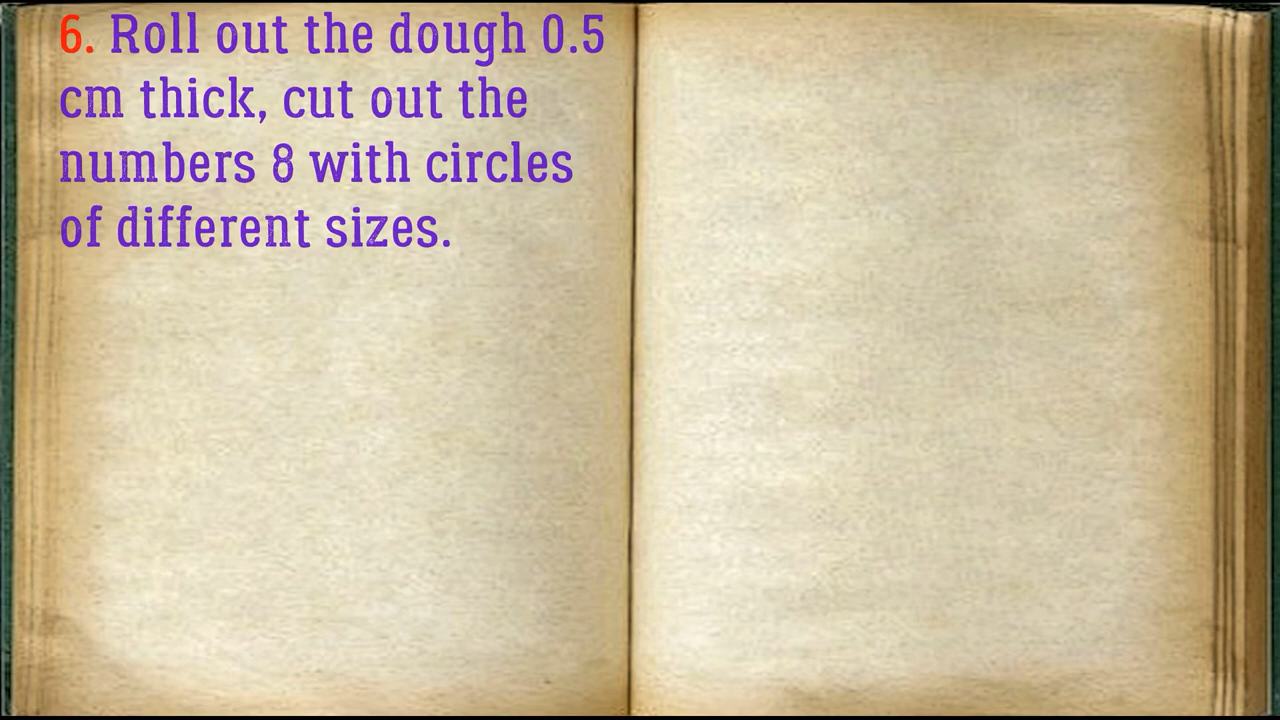 6. Roll out the dough 0.5
cm thick, cut out the
numbers 8 with circles
of different sizes.